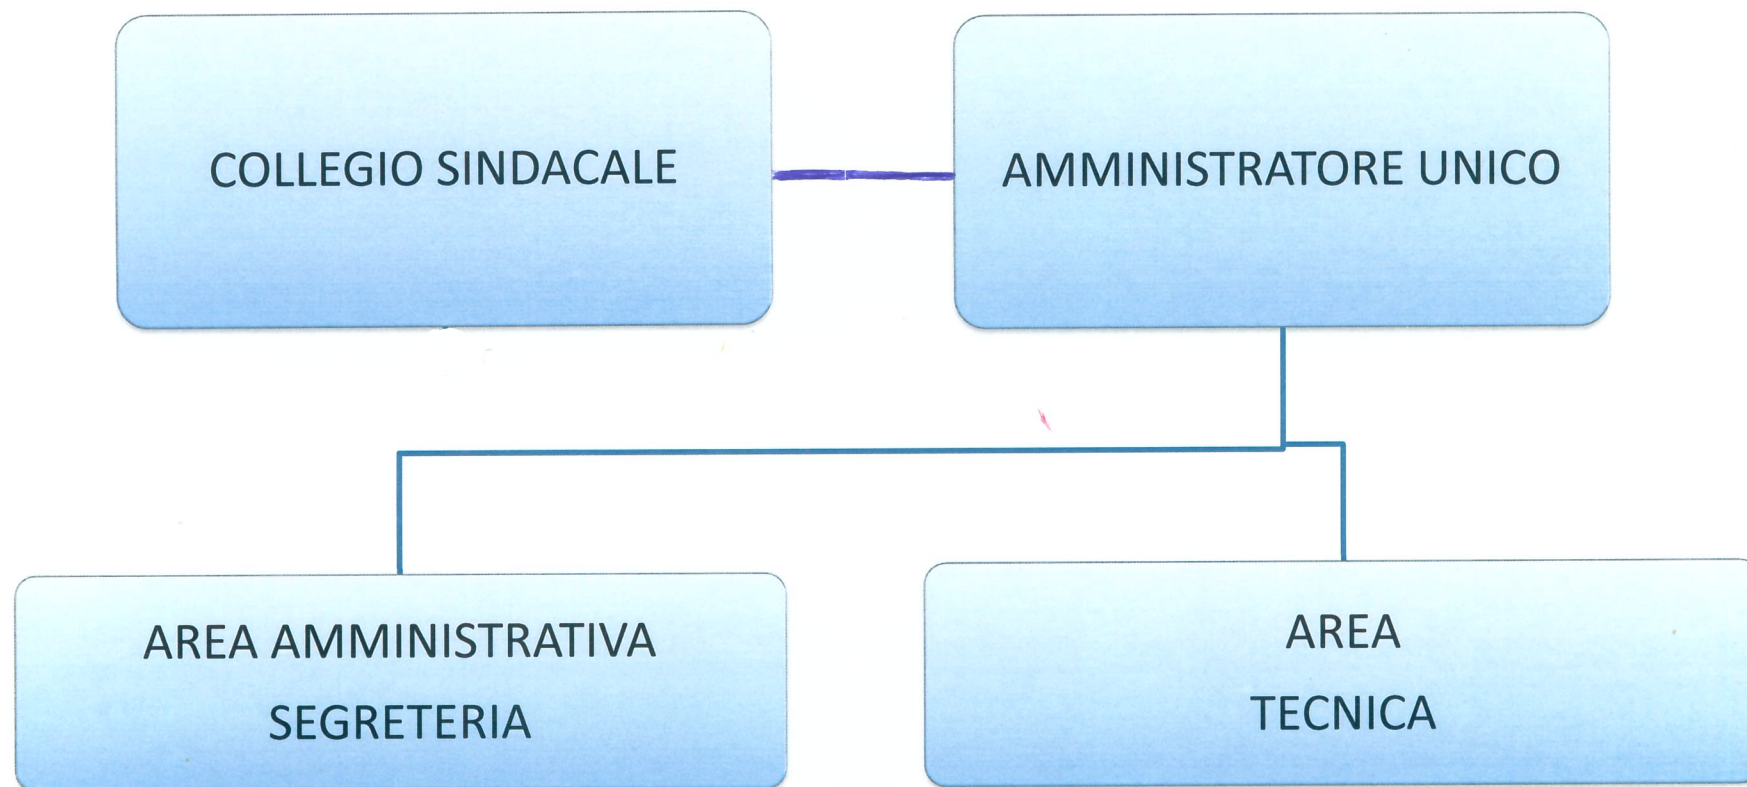 COLLEGIO SINDACALE
AMMINISTRATORE UNICO
AREA AMMINISTRATIVA
SEGRETERIA
AREA
TECNICA